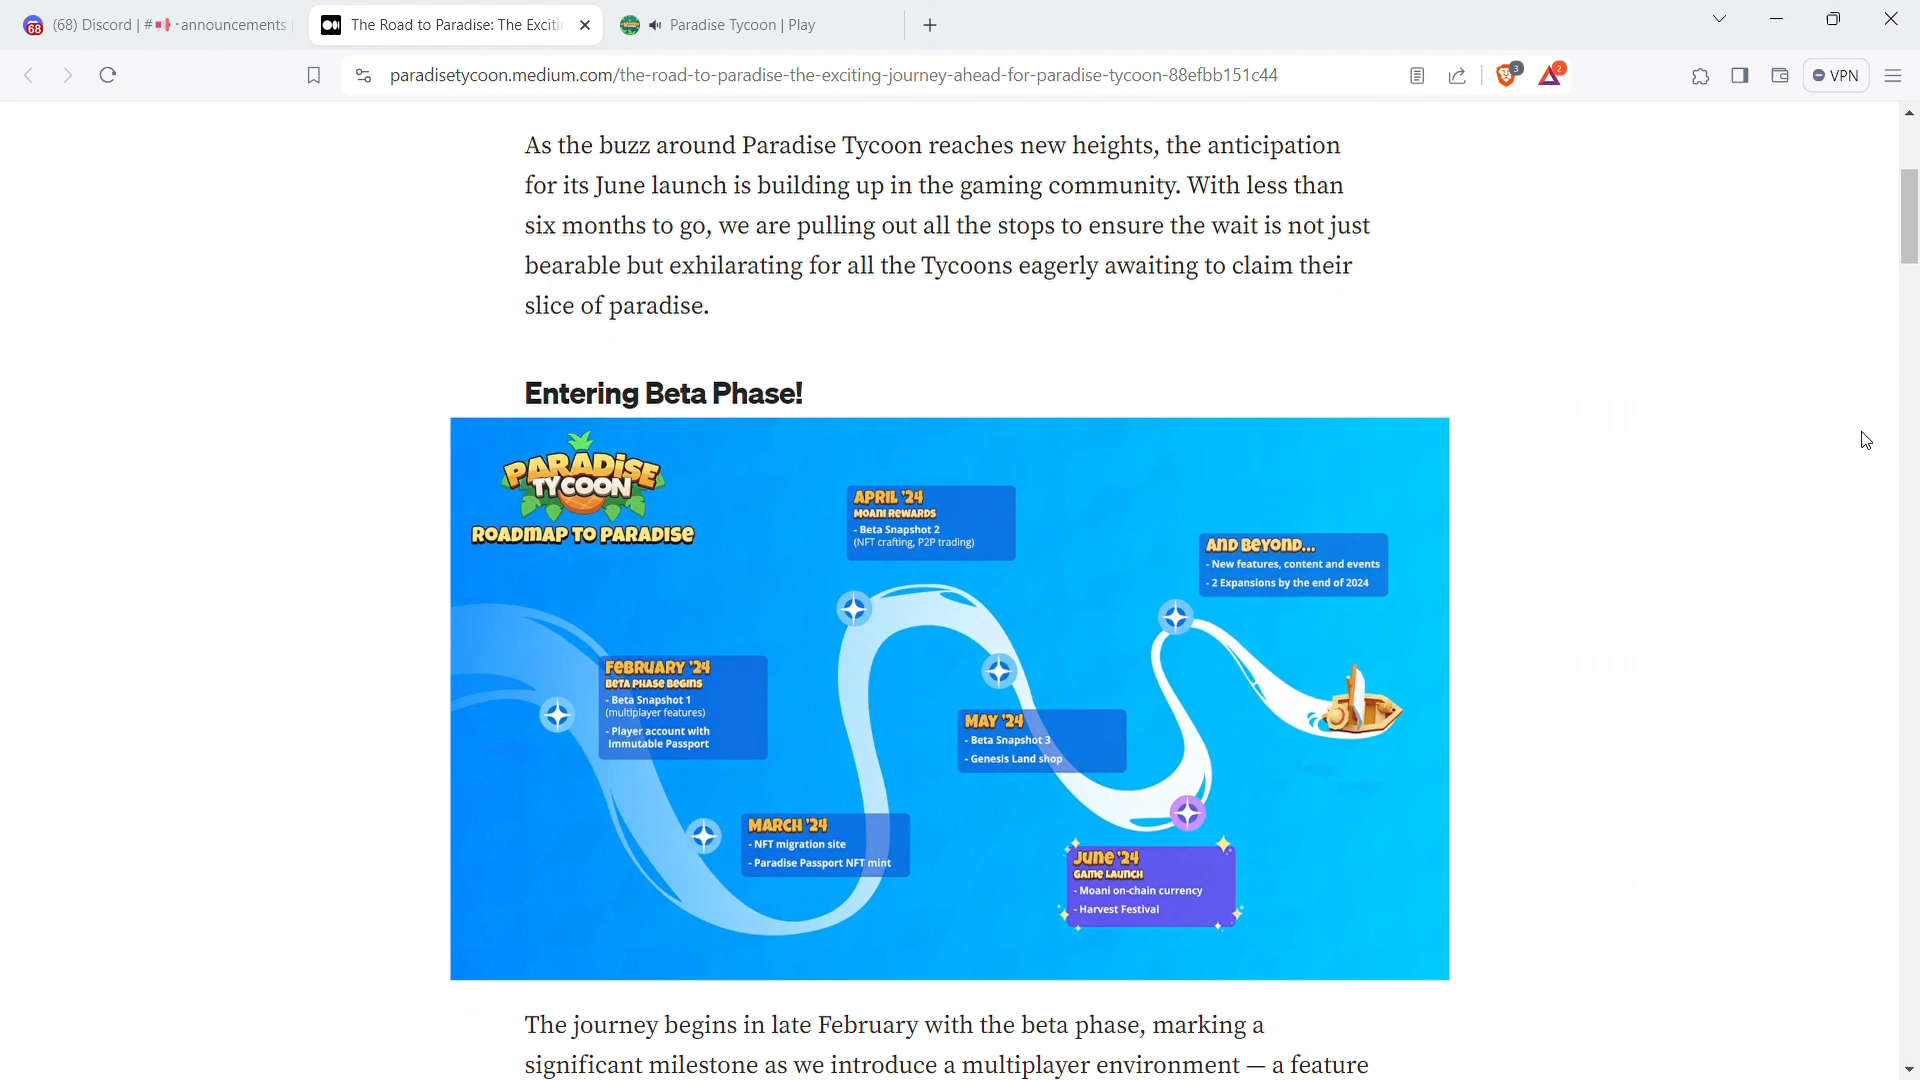 68
(68) Discord | # · announcements
The Road to Paradise: The Exciti
Paradise Tycoon | Play
paradisetycoon.medium.com/the-road-to-paradise-the-exciting-journey-ahead-for-paradise-tycoon-88efbb151c44
3
2
VPN
As the buzz around Paradise Tycoon reaches new heights, the anticipation
for its June launch is building up in the gaming community. With less than
six months to go, we are pulling out all the stops to ensure the wait is not just
bearable but exhilarating for all the Tycoons eagerly awaiting to claim their
slice of paradise.
Entering Beta Phase!
PARADISE
TYCOON
ROADMAP TO PARADISE
APRIL '24
MOANI REWARDS
- Beta Snapshot 2
(NFT crafting, P2P trading)
AND BEYOND...
- New features, content and events
- 2 Expansions by the end of 2024
FEBRUARY '24
BETA PHASE BEGINS
- Beta Snapshot 1
(multiplayer features)
- Player account with
Immutable Passport
MAY '24
- Beta Snapshot 3
- Genesis Land shop
MARCH '24
- NFT migration site
- Paradise Passport NFT mint
JUNE '24
GAME LAUNCH
- Moani on-chain currency
- Harvest Festival
The journey begins in late February with the beta phase, marking a
significant milestone as we introduce a multiplayer environment — a feature